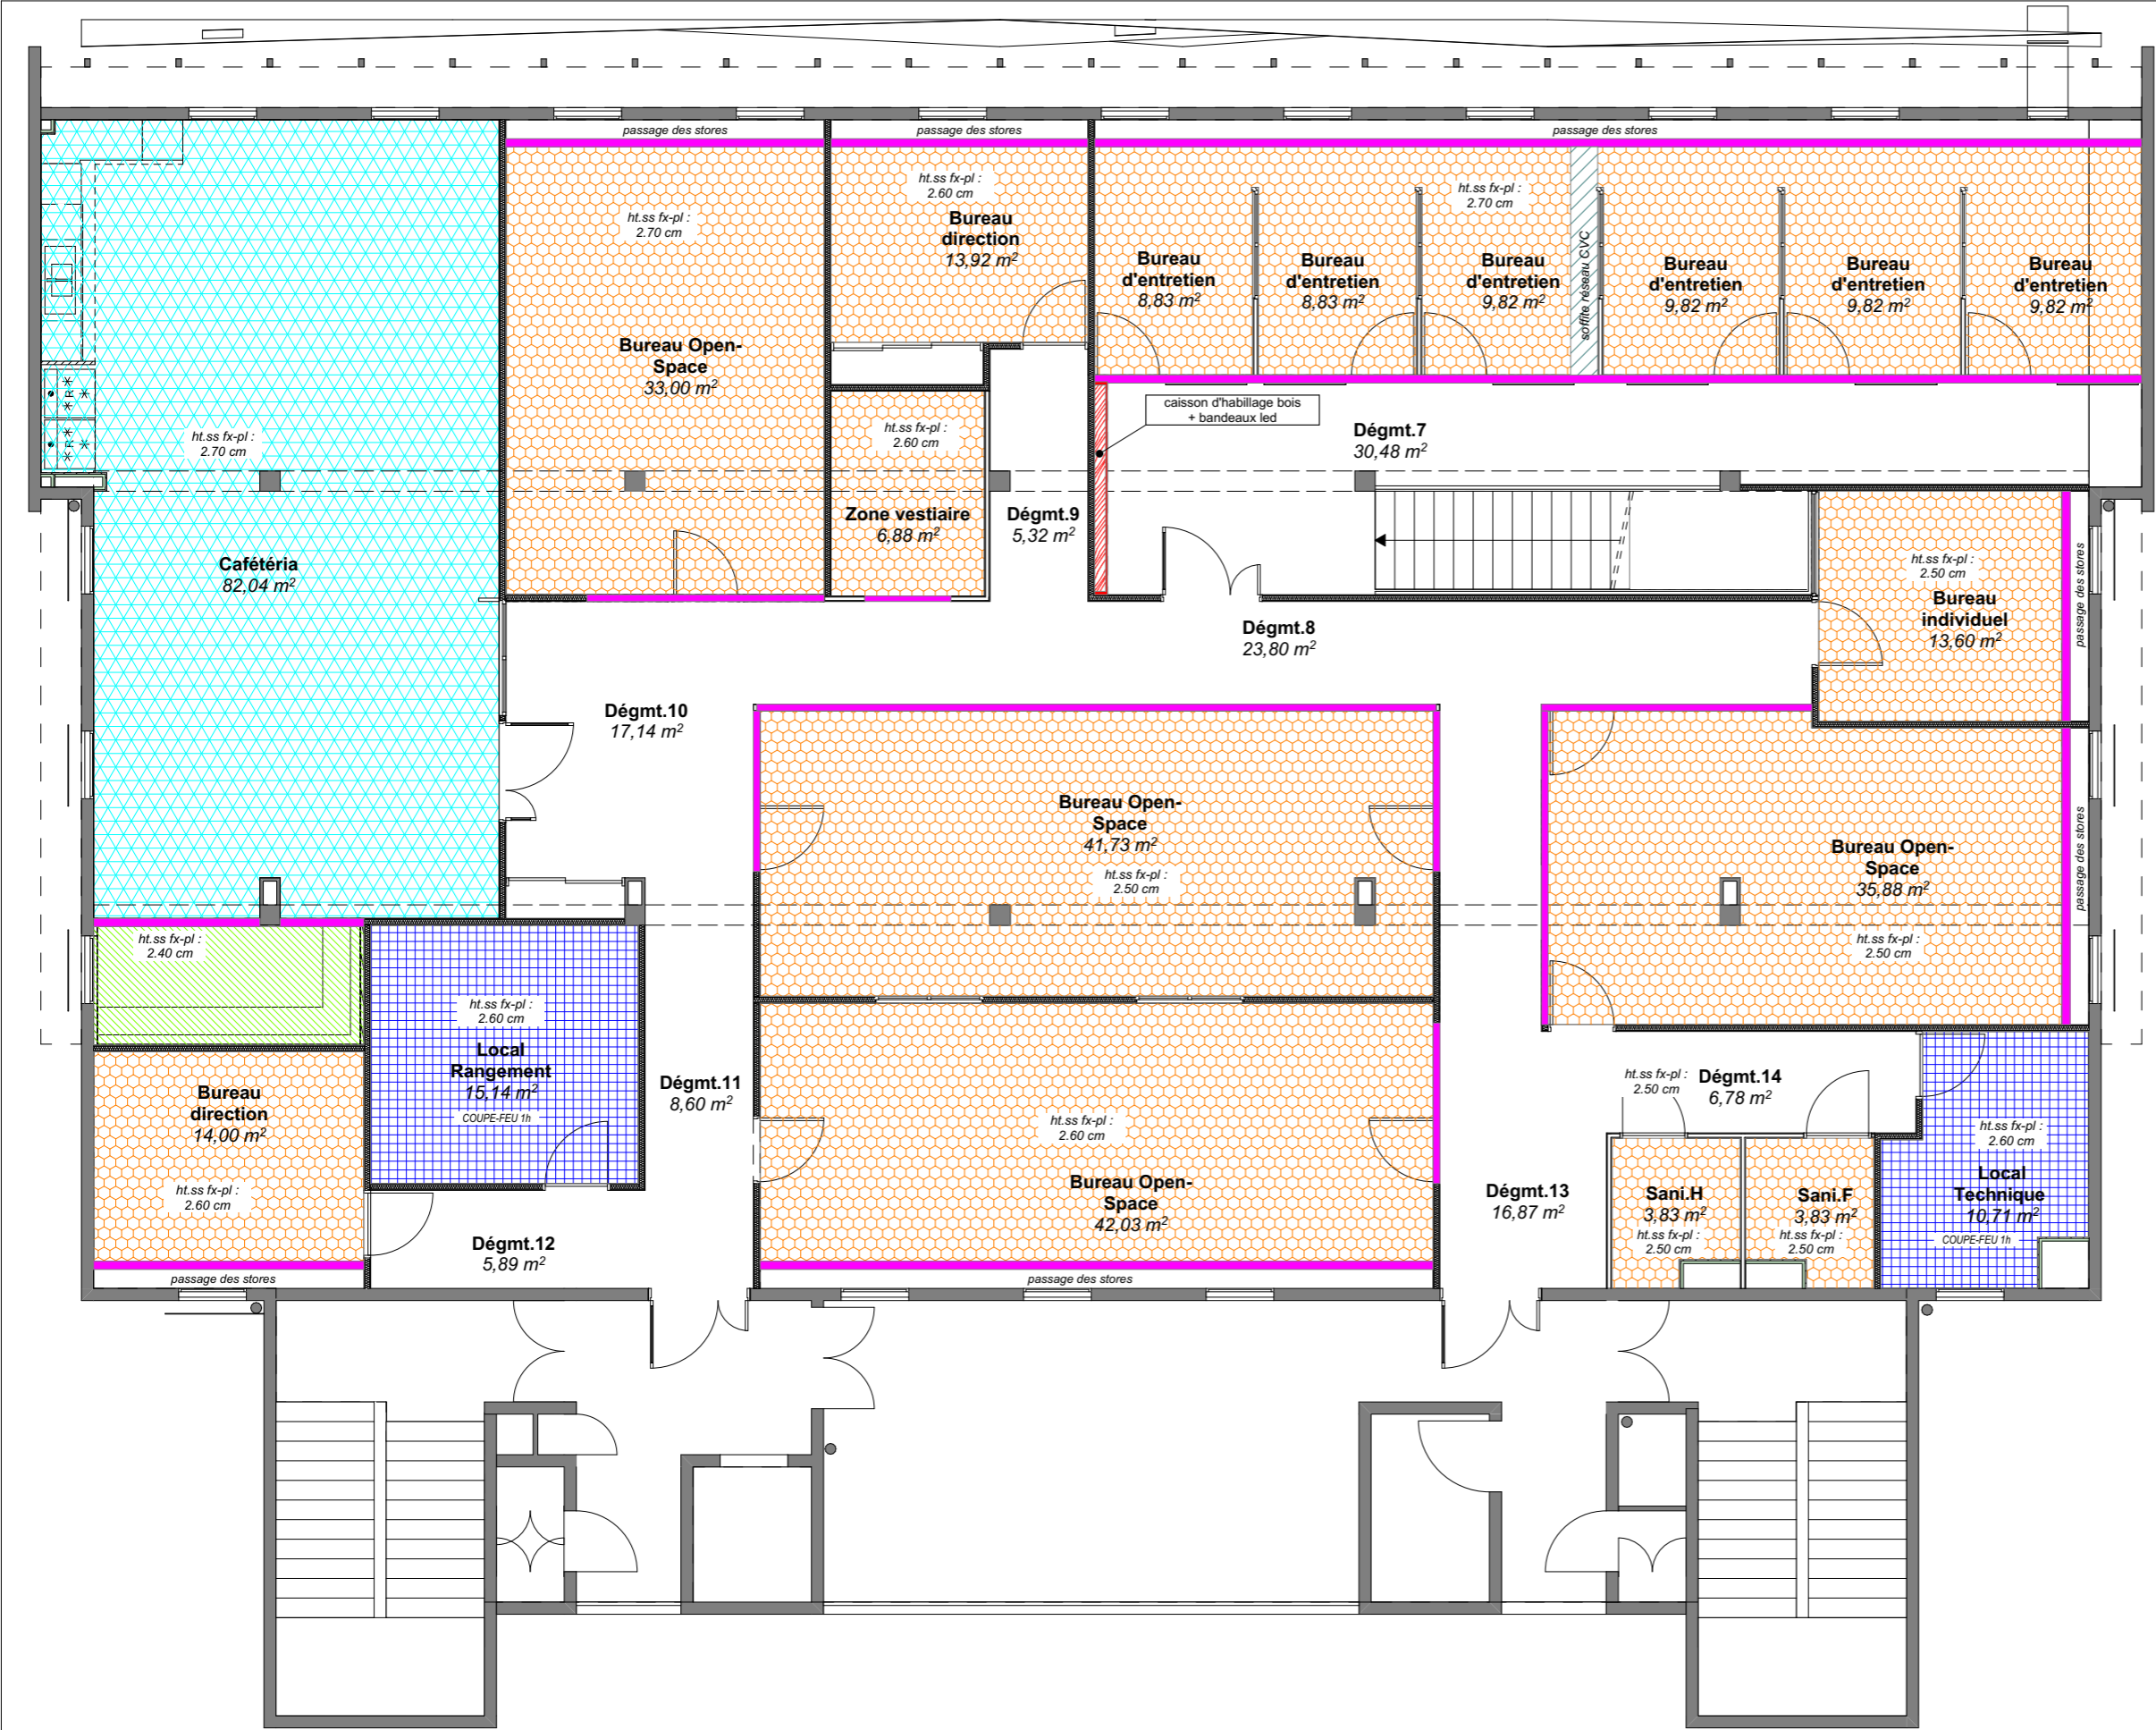 passage des stores
passage des stores
passage des stores
ht.ss fx-pl :
2.70 cm
ht.ss fx-pl :
2.60 cm
Bureau
direction
13,92 m²
ht.ss fx-pl :
2.70 cm
Bureau
d'entretien
8,83 m²
Bureau
d'entretien
8,83 m²
Bureau
d'entretien
9,82 m²
soffite réseau CVC
Bureau
d'entretien
9,82 m²
Bureau
d'entretien
9,82 m²
Bureau
d'entretien
9,82 m²
Bureau Open-
Space
33,00 m²
R
R
ht.ss fx-pl :
2.70 cm
ht.ss fx-pl :
2.60 cm
caisson d'habillage bois
+ bandeaux led
Dégmt.7
30,48 m²
Zone vestiaire
6,88 m²
Dégmt.9
5,32 m²
Cafétéria
82,04 m²
ht.ss fx-pl :
2.50 cm
Bureau
individuel
13,60 m²
passage des stores
Dégmt.8
23,80 m²
Dégmt.10
17,14 m²
Bureau Open-
Space
41,73 m²
ht.ss fx-pl :
2.50 cm
Bureau Open-
Space
35,88 m²
ht.ss fx-pl :
2.50 cm
passage des stores
ht.ss fx-pl :
2.40 cm
ht.ss fx-pl :
2.60 cm
Local
Rangement
15,14 m²
COUPE-FEU 1h
Dégmt.11
8,60 m²
Bureau
direction
14,00 m²
ht.ss fx-pl :
2.60 cm
ht.ss fx-pl :
2.60 cm
Bureau Open-
Space
42,03 m²
ht.ss fx-pl :
2.50 cm
Dégmt.14
6,78 m²
ht.ss fx-pl :
2.60 cm
Local
Technique
10,71 m²
COUPE-FEU 1h
Dégmt.13
16,87 m²
Sani.H
3,83 m²
ht.ss fx-pl :
2.50 cm
Sani.F
3,83 m²
ht.ss fx-pl :
2.50 cm
Dégmt.12
5,89 m²
passage des stores
passage des stores